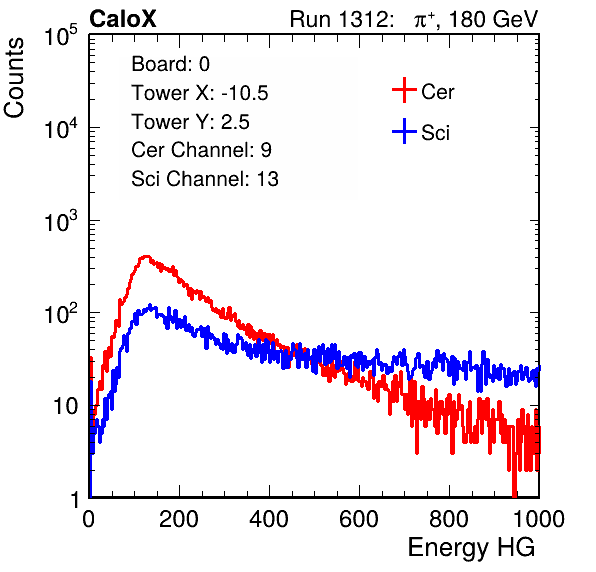 CaloX Run 1312: π⁺, 180 GeV
Counts
10⁵
10⁴
10³
10²
10
1
Board: 0
Tower X: -10.5
Tower Y: 2.5
Cer Channel: 9
Sci Channel: 13
Cer
Sci
0 200 400 600 800 1000
Energy HG